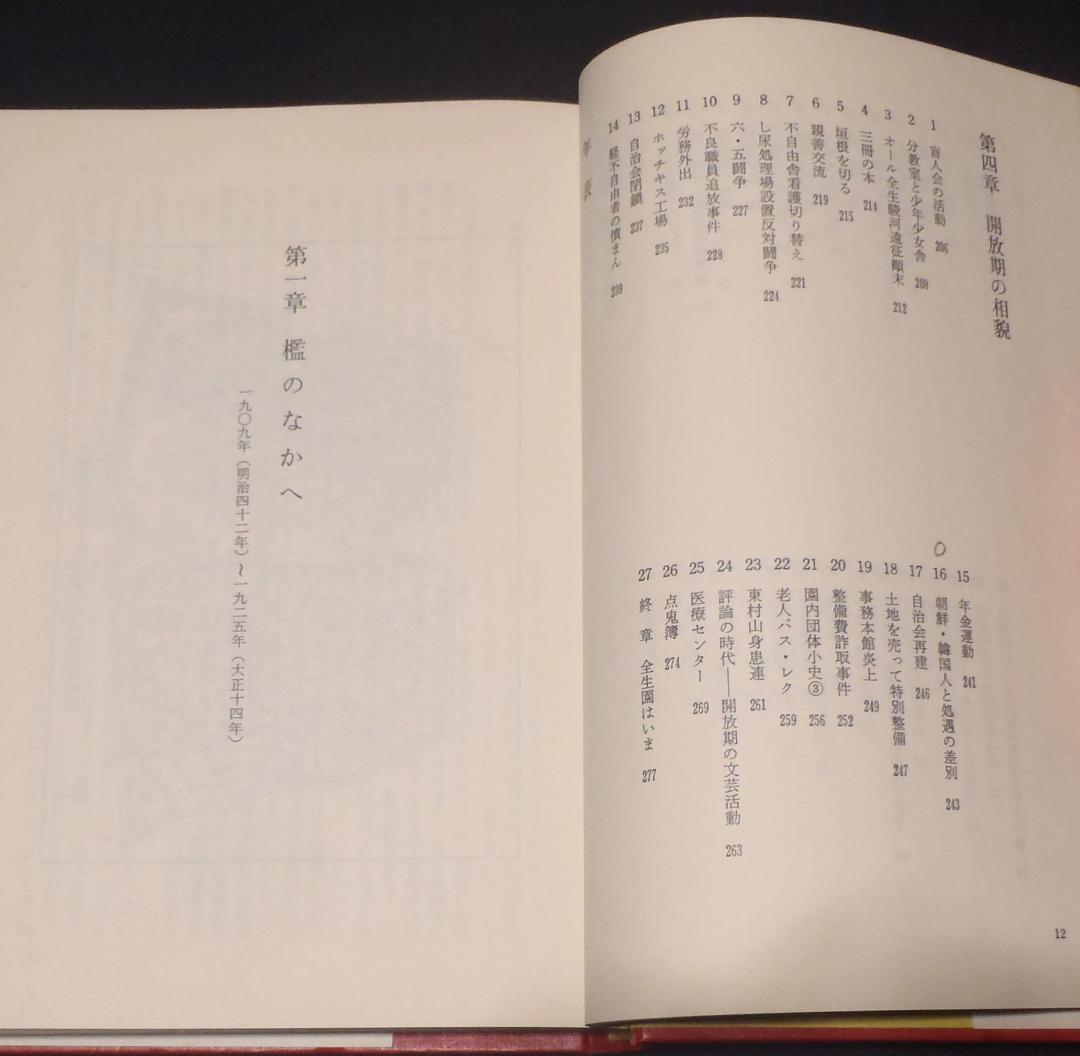 第四章　開放期の相貌
1　盲人会の活動　206
2　分教室と少年少女舎　208
3　オール全生駿河遠征顚末　212
4　三冊の本　214
5　垣根を切る　215
6　親善交流　219
7　不自由舎看護切り替え　221
8　し尿処理場設置反対闘争　224
9　六・五闘争　227
10　不良職員追放事件　228
11　労務外出　232
12　ホッチキス工場　235
13　自治会閉鎖　237
14　軽不自由者の憤まん　239
15　年金運動　241
16　朝鮮・韓国人と処遇の差別　243
17　自治会再建　246
18　土地を売って特別整備　247
19　事務本館炎上　249
20　整備費詐取事件　252
21　園内団体小史③　256
22　老人バス・レク　259
23　東村山身患連　261
24　評論の時代――開放期の文芸活動　263
25　医療センター　269
26　点鬼簿　274
27　終　章　全生園はいま　277
年　表
12
第一章　檻のなかへ
一九〇九年（明治四十二年）～一九二五年（大正十四年）